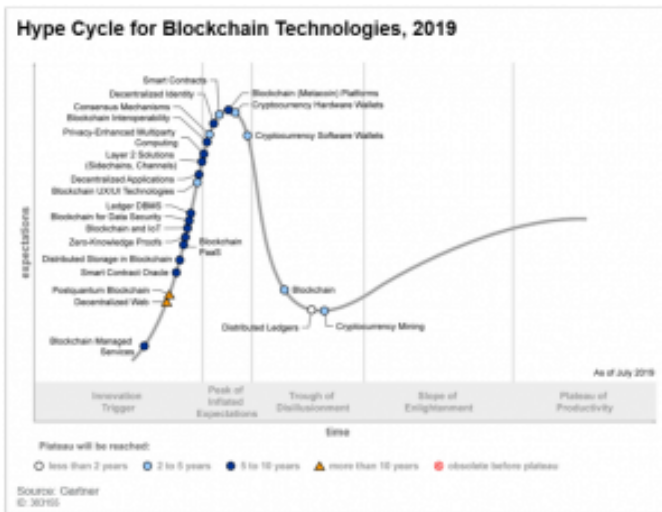 Hype Cycle for Blockchain Technologies, 2019
Smart Contracts
Decentralized Identity
Consensus Mechanisms
Blockchain Interoperability
Privacy-Enhanced Multiparty
Computing
Layer 2 Solutions
(Sidechains, Channels)
Decentralized Applications
Blockchain UX/UI Technologies
Ledger DBMS
Blockchain for Data Security
Blockchain and IoT
Zero-Knowledge Proofs
Distributed Storage in Blockchain
Smart Contract Oracle
Postquantum Blockchain
Decentralized Web
Blockchain Managed
Services
Blockchain
PaaS
Blockchain (Metacoin) Platforms
Cryptocurrency Hardware Wallets
Cryptocurrency Software Wallets
Blockchain
Distributed Ledgers
Cryptocurrency Mining
expectations
As of July 2019
Innovation
Trigger
Peak of
Inflated
Expectations
Trough of
Disillusionment
Slope of
Enlightenment
Plateau of
Productivity
time
Plateau will be reached:
less than 2 years
2 to 5 years
5 to 10 years
more than 10 years
obsolete before plateau
Source: Gartner
ID: